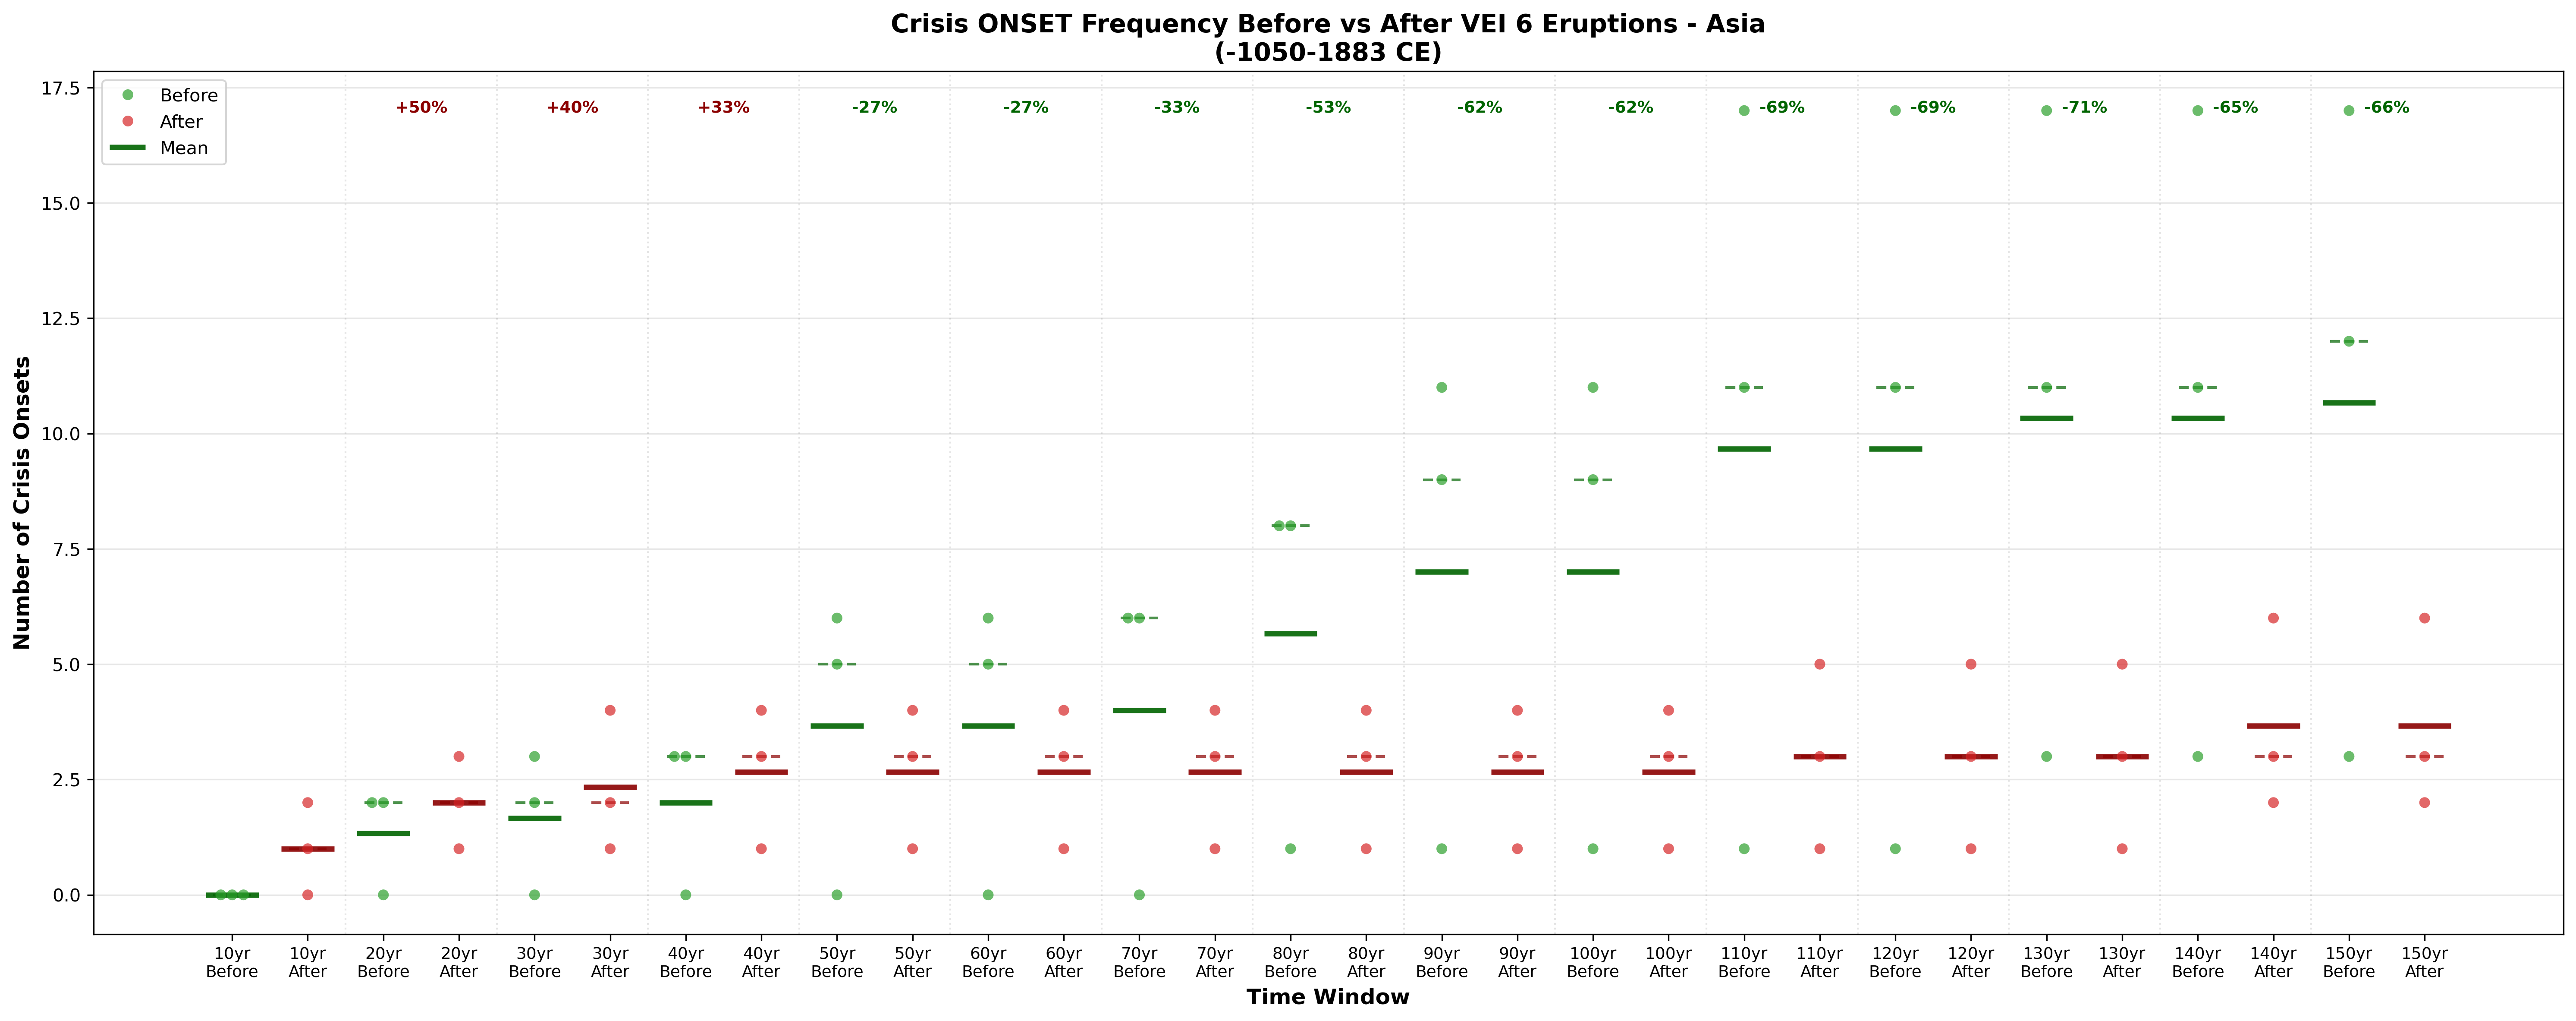 Crisis ONSET Frequency Before vs After VEI 6 Eruptions - Asia
(-1050-1883 CE)
Before
After
Mean
+50%
+40%
+33%
-27%
-27%
-33%
-53%
-62%
-62%
-69%
-69%
-71%
-65%
-66%
Number of Crisis Onsets
17.5
15.0
12.5
10.0
7.5
5.0
2.5
0.0
10yr
Before
10yr
After
20yr
Before
20yr
After
30yr
Before
30yr
After
40yr
Before
40yr
After
50yr
Before
50yr
After
60yr
Before
60yr
After
70yr
Before
70yr
After
80yr
Before
80yr
After
90yr
Before
90yr
After
100yr
Before
100yr
After
110yr
Before
110yr
After
120yr
Before
120yr
After
130yr
Before
130yr
After
140yr
Before
140yr
After
150yr
Before
150yr
After
Time Window